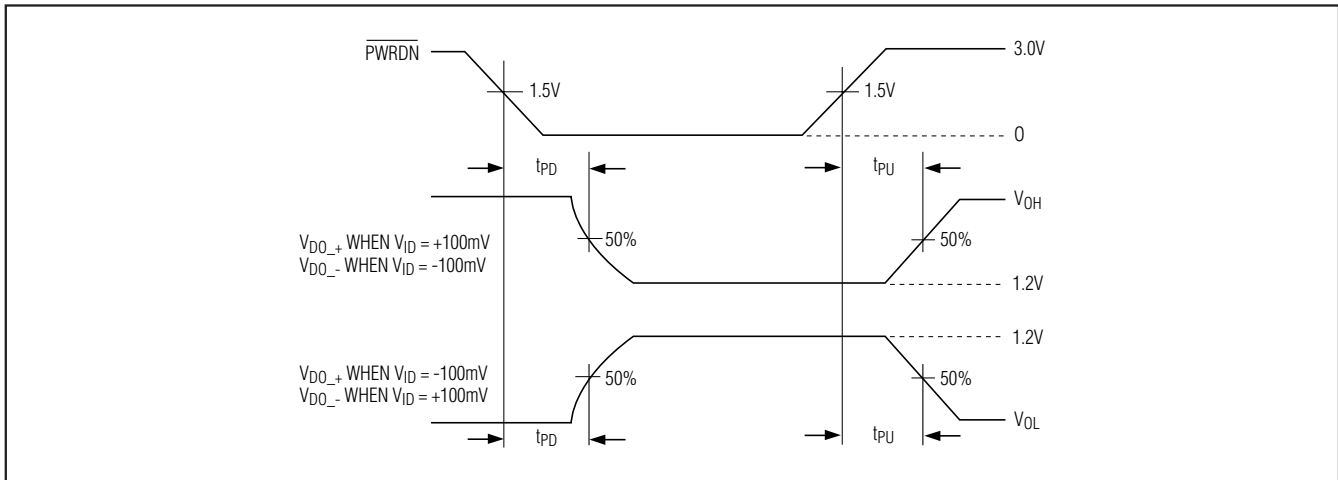 PWRDN
3.0V
1.5V
1.5V
0
tPD
tPU
VOH
50%
50%
VDO_+ WHEN VID = +100mV
VDO_- WHEN VID = -100mV
1.2V
1.2V
VDO_+ WHEN VID = -100mV
VDO_- WHEN VID = +100mV
50%
50%
VOL
tPD
tPU